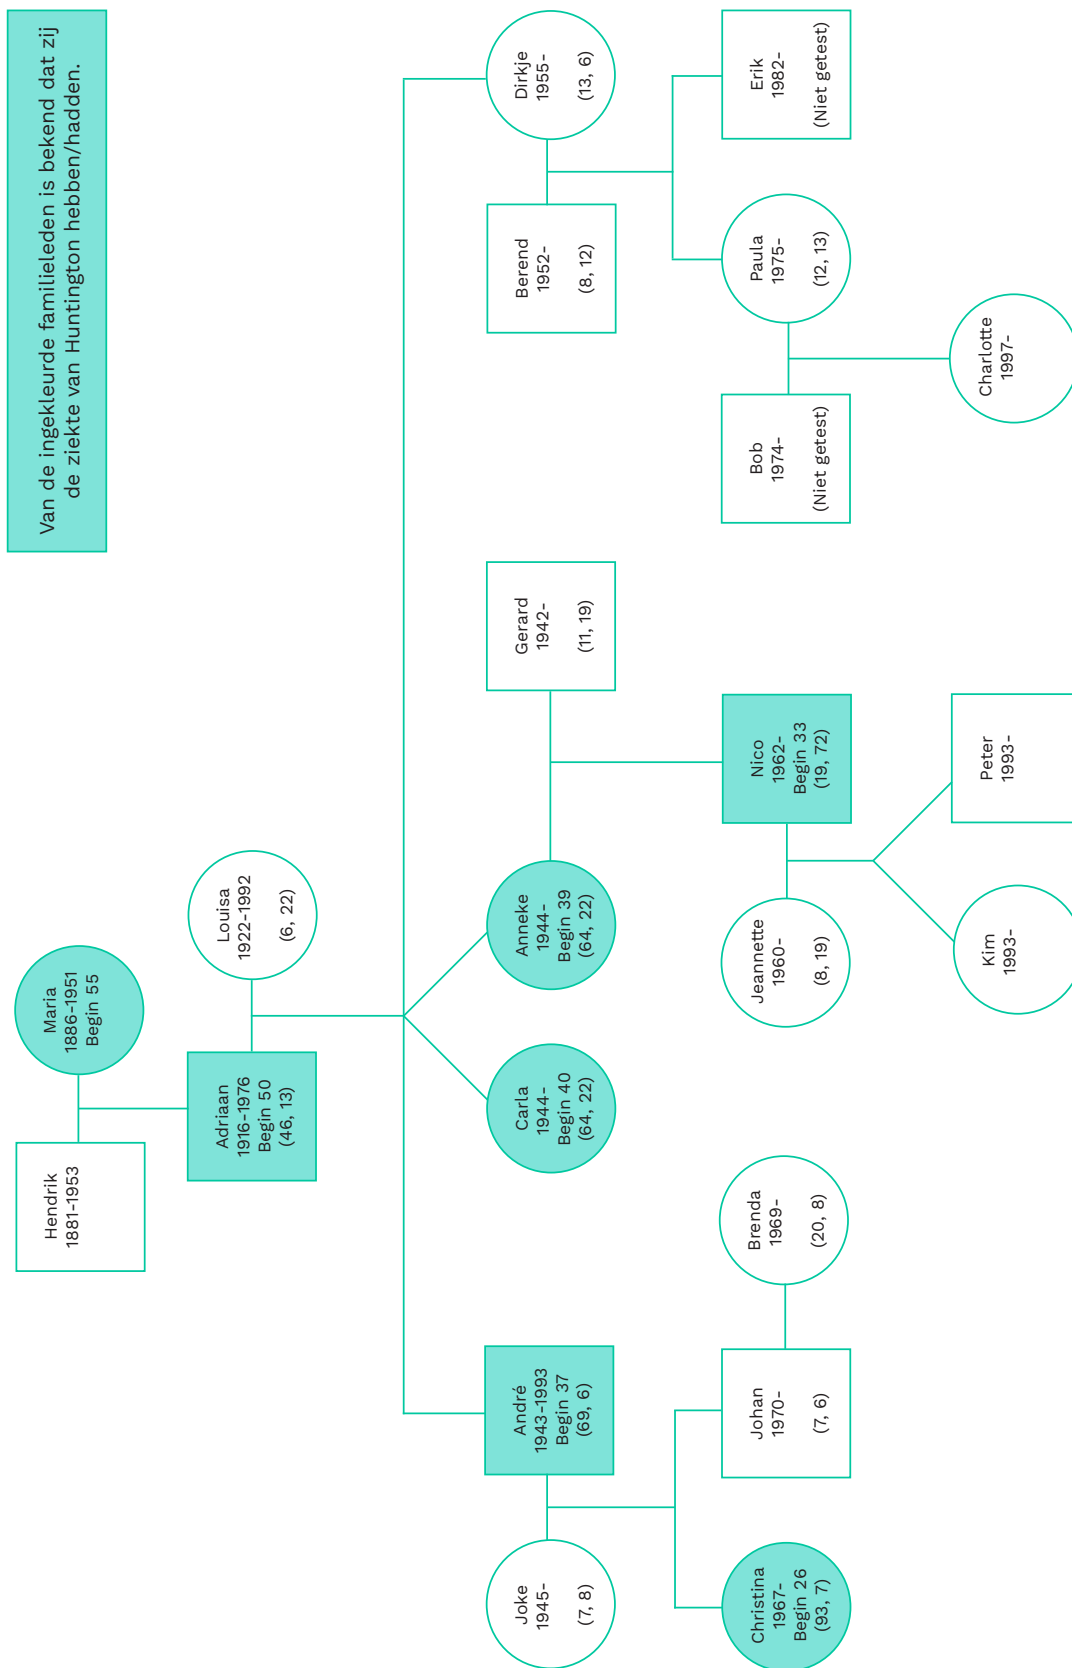 Van de ingekleurde familieleden is bekend dat zij
de ziekte van Huntington hebben/hadden.
Hendrik
1881-1953
Maria
1886-1951
Begin 55
Adriaan
1916-1976
Begin 50
(46, 13)
Louisa
1922-1992
(6, 22)
Joke
1945-
(7, 8)
André
1943-1993
Begin 37
(69, 6)
Carla
1944-
Begin 40
(64, 22)
Anneke
1944-
Begin 39
(64, 22)
Gerard
1942-
(11, 19)
Berend
1952-
(8, 12)
Dirkje
1955-
(13, 6)
Christina
1967-
Begin 26
(93, 7)
Johan
1970-
(7, 6)
Brenda
1969-
(20, 8)
Jeannette
1960-
(8, 19)
Nico
1962-
Begin 33
(19, 72)
Bob
1974-
(Niet getest)
Paula
1975-
(12, 13)
Erik
1982-
(Niet getest)
Kim
1993-
Peter
1993-
Charlotte
1997-